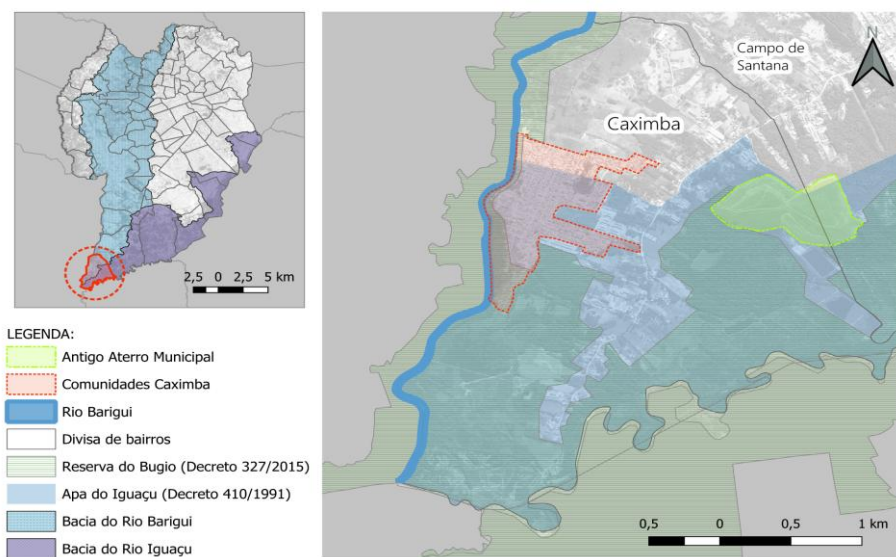 2,5 0 2,5 5 km
LEGENDA:
Antigo Aterro Municipal
Comunidades Caximba
Rio Barigui
Divisa de bairros
Reserva do Bugio (Decreto 327/2015)
Apa do Iguaçu (Decreto 410/1991)
Bacia do Rio Barigui
Bacia do Rio Iguaçu
N
Campo de
Santana
Caximba
0,5 0 0,5 1 km